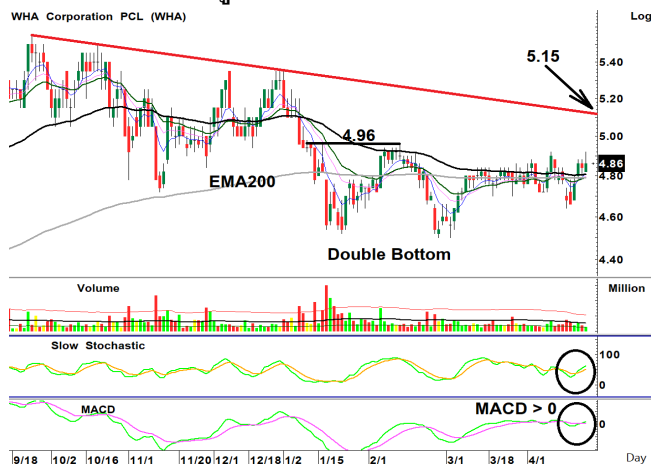 WHA Corporation PCL (WHA)
Log
5.15
5.40
5.20
5.00
4.96
4.86
4.80
EMA200
4.60
Double Bottom
4.40
Volume
Million
Slow Stochastic
100
0
MACD
MACD > 0
0
9/18 10/2 10/16 11/1 11/20 12/1 12/18 1/2 1/15 2/1 3/1 3/18 4/1 Day